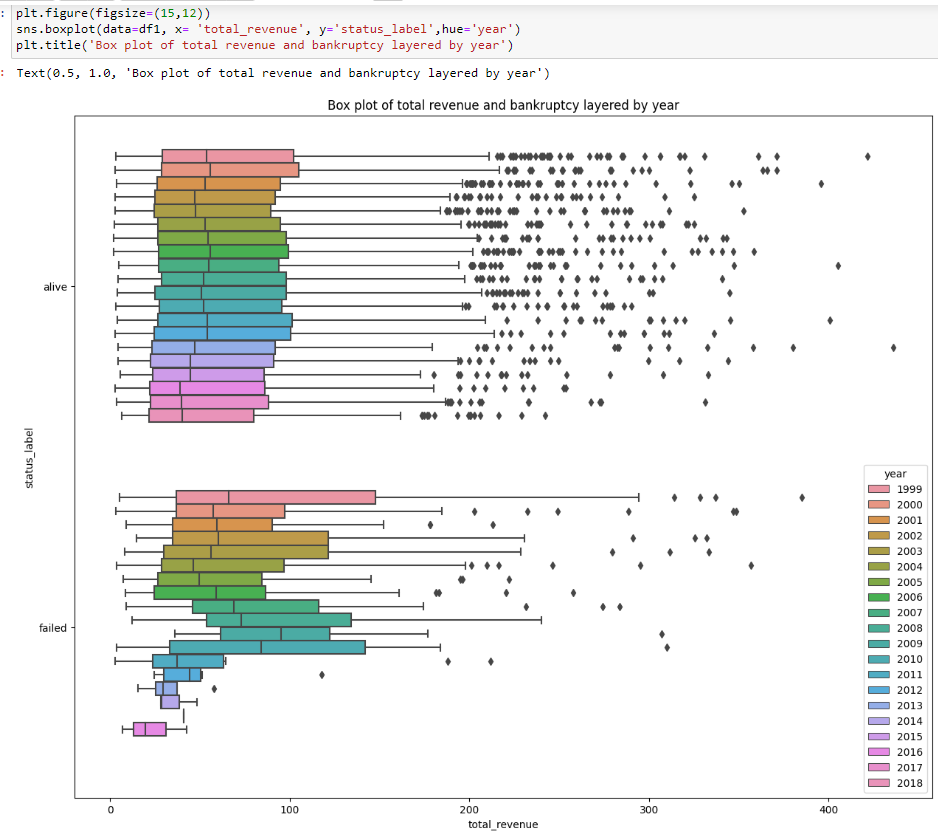 : plt.figure(figsize=(15,12))
sns.boxplot(data=df1, x= 'total_revenue', y='status_label',hue='year')
plt.title('Box plot of total revenue and bankruptcy layered by year')
: Text(0.5, 1.0, 'Box plot of total revenue and bankruptcy layered by year')
Box plot of total revenue and bankruptcy layered by year
alive
status_label
failed
year
1999
2000
2001
2002
2003
2004
2005
2006
2007
2008
2009
2010
2011
2012
2013
2014
2015
2016
2017
2018
0 100 200 300 400
total_revenue